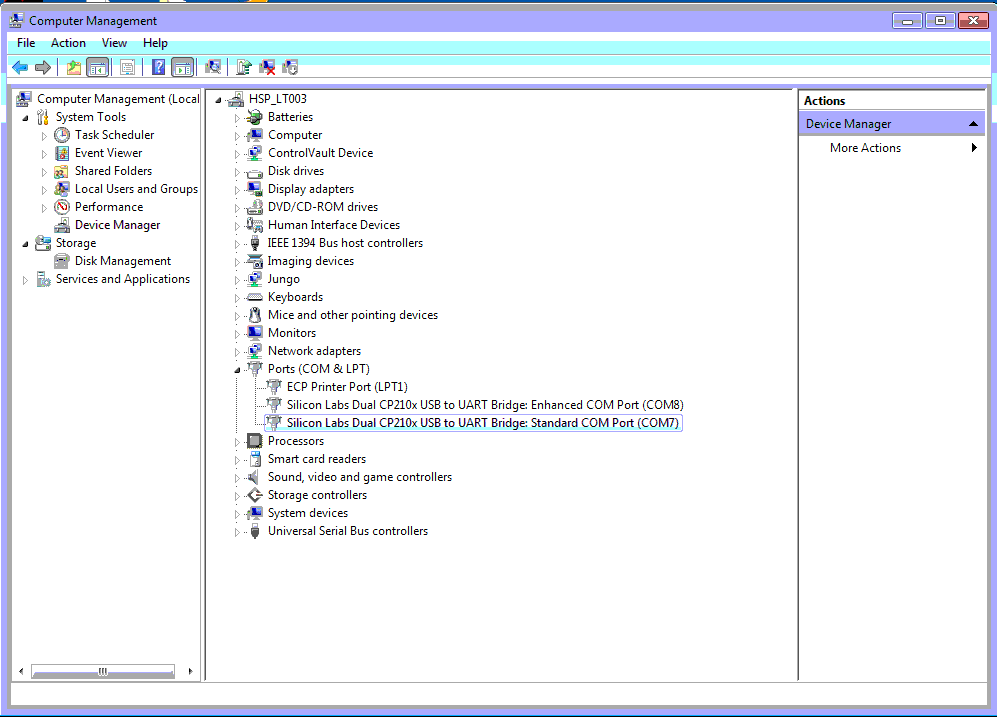 Computer Management
File Action View Help
Computer Management (Local
System Tools
Task Scheduler
Event Viewer
Shared Folders
Local Users and Groups
Performance
Device Manager
Storage
Disk Management
Services and Applications
HSP_LT003
Batteries
Computer
ControlVault Device
Disk drives
Display adapters
DVD/CD-ROM drives
Human Interface Devices
IEEE 1394 Bus host controllers
Imaging devices
Jungo
Keyboards
Mice and other pointing devices
Monitors
Network adapters
Ports (COM & LPT)
ECP Printer Port (LPT1)
Silicon Labs Dual CP210x USB to UART Bridge: Enhanced COM Port (COM8)
Silicon Labs Dual CP210x USB to UART Bridge: Standard COM Port (COM7)
Processors
Smart card readers
Sound, video and game controllers
Storage controllers
System devices
Universal Serial Bus controllers
Actions
Device Manager
More Actions